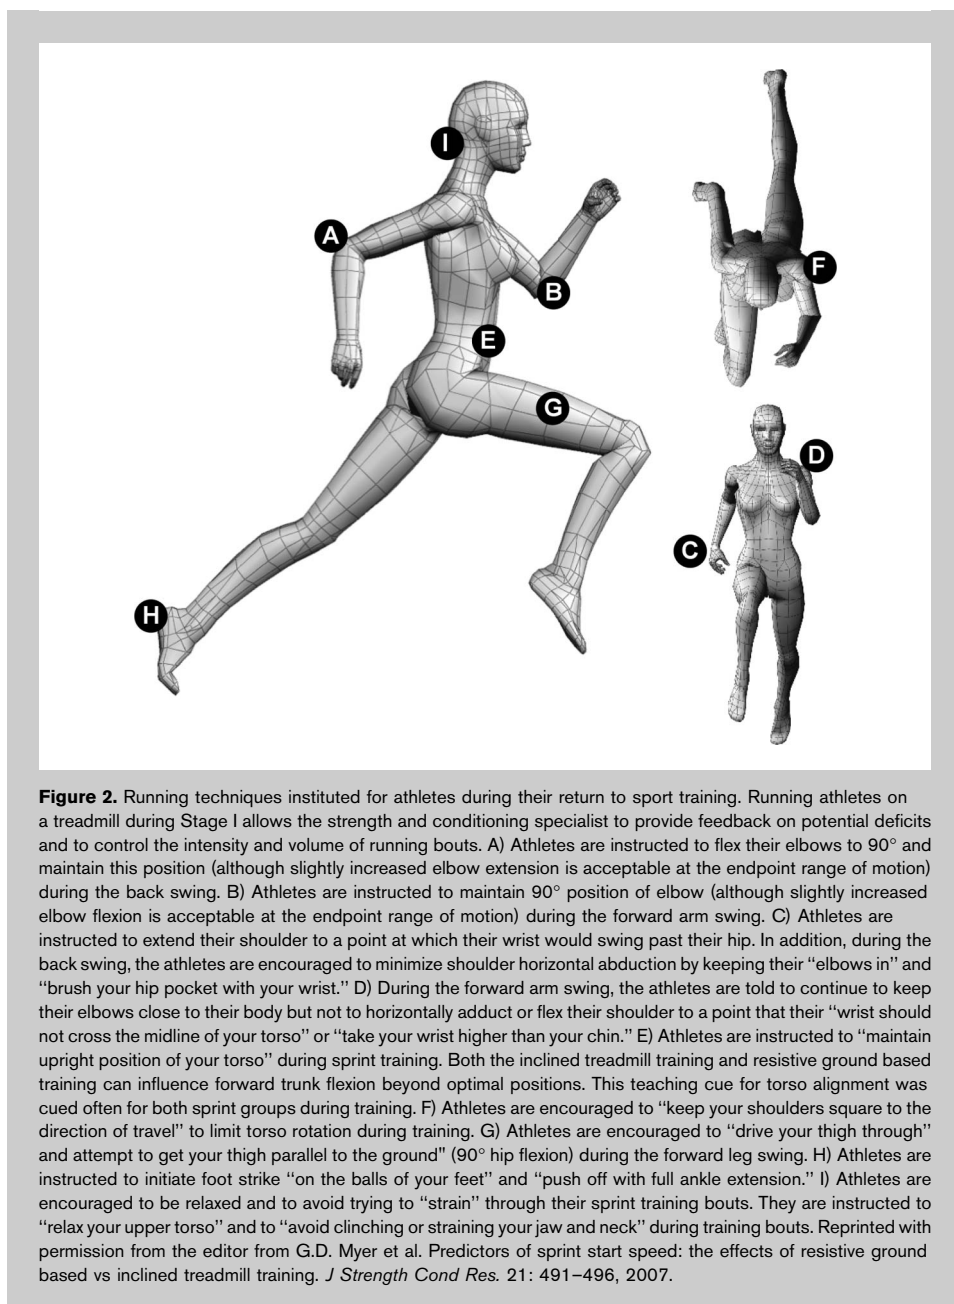 I
A
F
B
E
G
D
C
H
Figure 2. Running techniques instituted for athletes during their return to sport training. Running athletes on
a treadmill during Stage I allows the strength and conditioning specialist to provide feedback on potential deficits
and to control the intensity and volume of running bouts. A) Athletes are instructed to flex their elbows to 90° and
maintain this position (although slightly increased elbow extension is acceptable at the endpoint range of motion)
during the back swing. B) Athletes are instructed to maintain 90° position of elbow (although slightly increased
elbow flexion is acceptable at the endpoint range of motion) during the forward arm swing. C) Athletes are
instructed to extend their shoulder to a point at which their wrist would swing past their hip. In addition, during the
back swing, the athletes are encouraged to minimize shoulder horizontal abduction by keeping their ‘‘elbows in’’ and
‘‘brush your hip pocket with your wrist.’’ D) During the forward arm swing, the athletes are told to continue to keep
their elbows close to their body but not to horizontally adduct or flex their shoulder to a point that their ‘‘wrist should
not cross the midline of your torso’’ or ‘‘take your wrist higher than your chin.’’ E) Athletes are instructed to ‘‘maintain
upright position of your torso’’ during sprint training. Both the inclined treadmill training and resistive ground based
training can influence forward trunk flexion beyond optimal positions. This teaching cue for torso alignment was
cued often for both sprint groups during training. F) Athletes are encouraged to ‘‘keep your shoulders square to the
direction of travel’’ to limit torso rotation during training. G) Athletes are encouraged to ‘‘drive your thigh through’’
and attempt to get your thigh parallel to the ground" (90° hip flexion) during the forward leg swing. H) Athletes are
instructed to initiate foot strike ‘‘on the balls of your feet’’ and ‘‘push off with full ankle extension.’’ I) Athletes are
encouraged to be relaxed and to avoid trying to ‘‘strain’’ through their sprint training bouts. They are instructed to
‘‘relax your upper torso’’ and to ‘‘avoid clinching or straining your jaw and neck’’ during training bouts. Reprinted with
permission from the editor from G.D. Myer et al. Predictors of sprint start speed: the effects of resistive ground
based vs inclined treadmill training. J Strength Cond Res. 21: 491–496, 2007.